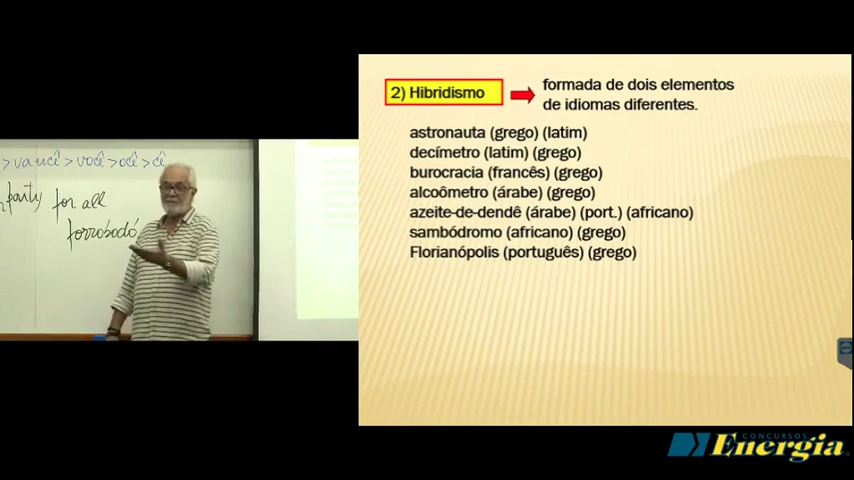 >vancê>você>ocê>cê
party for all
forrobodó
2) Hibridismo
formada de dois elementos
de idiomas diferentes.
astronauta (grego) (latim)
decímetro (latim) (grego)
burocracia (francês) (grego)
alcoômetro (árabe) (grego)
azeite-de-dendê (árabe) (port.) (africano)
sambódromo (africano) (grego)
Florianópolis (português) (grego)
CONCURSOS
Energia